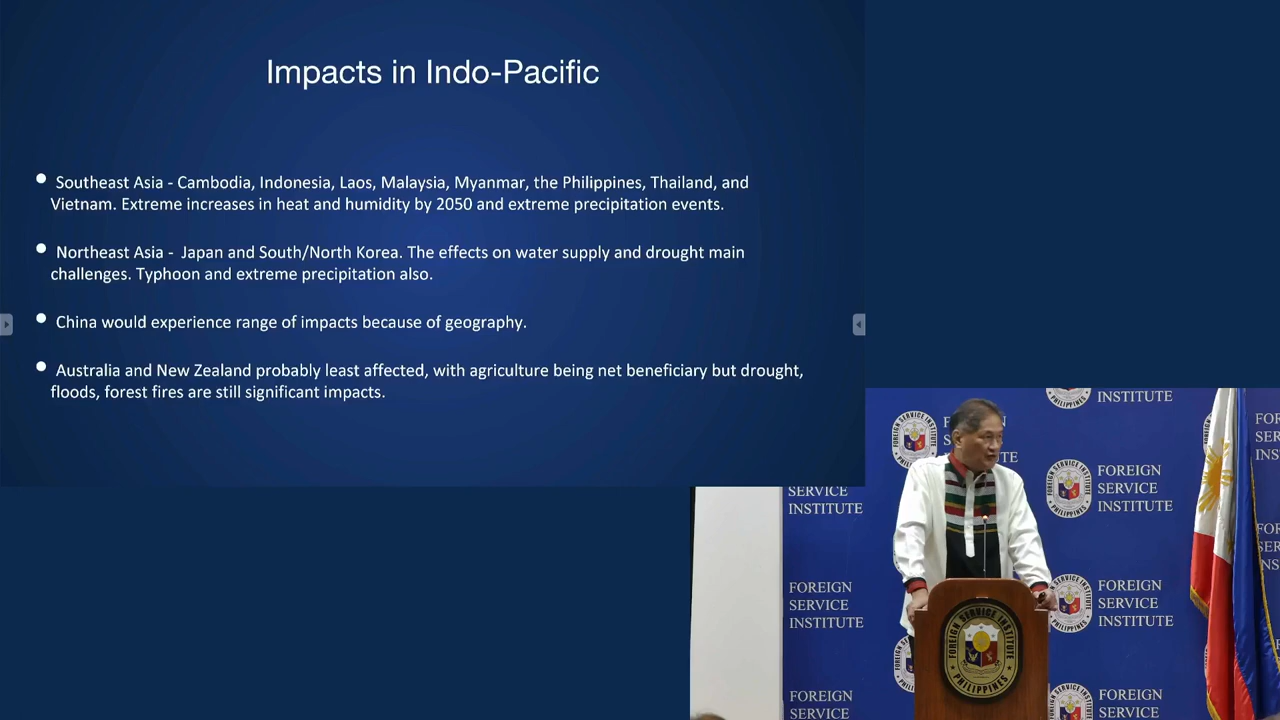 Impacts in Indo-Pacific
• Southeast Asia - Cambodia, Indonesia, Laos, Malaysia, Myanmar, the Philippines, Thailand, and
Vietnam. Extreme increases in heat and humidity by 2050 and extreme precipitation events.
• Northeast Asia - Japan and South/North Korea. The effects on water supply and drought main
challenges. Typhoon and extreme precipitation also.
• China would experience range of impacts because of geography.
• Australia and New Zealand probably least affected, with agriculture being net beneficiary but drought,
floods, forest fires are still significant impacts.
INSTITUTE
FOREIGN
SERVICE
INSTITUTE
SERVICE
INSTITUTE
FOREIGN
SERVICE
INSTITUTE
FOREIGN
SERVICE
INSTITUTE
FOREIGN SERVICE INSTITUTE
PHILIPPINES
FOREIGN
SERVICE
FOREIGN
SERVICE